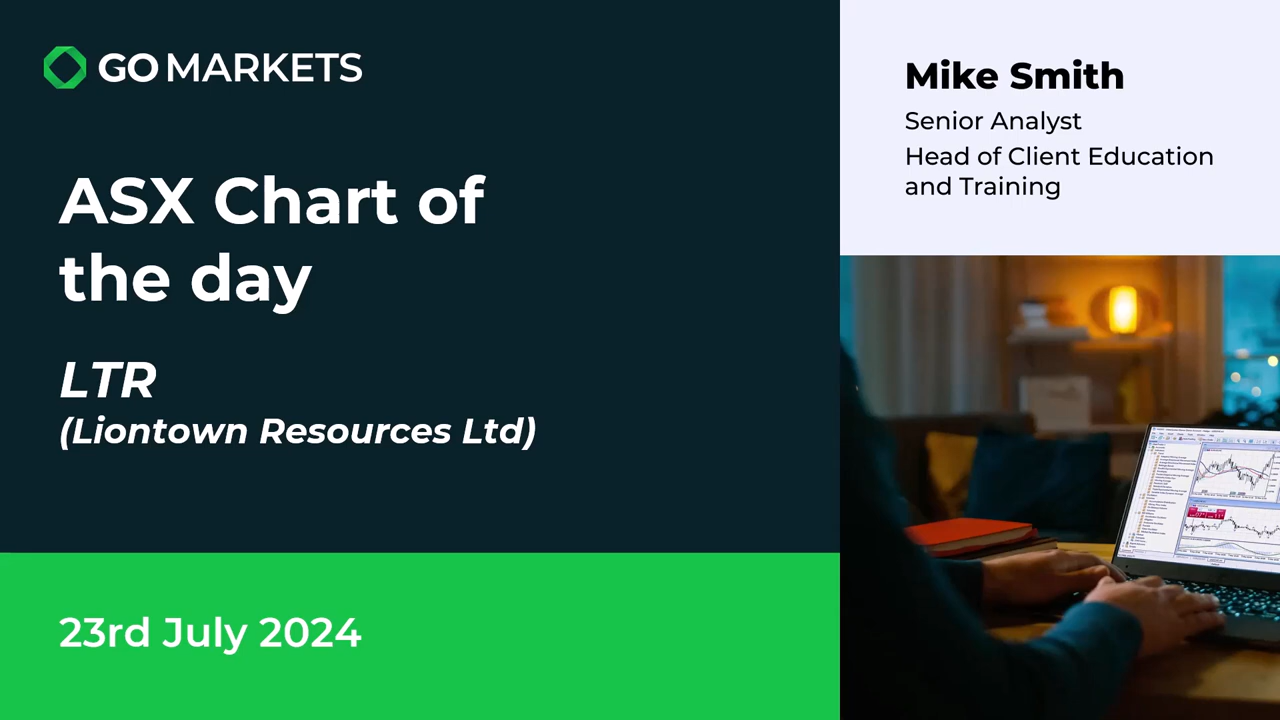 GO MARKETS
ASX Chart of
the day
LTR
(Liontown Resources Ltd)
23rd July 2024
Mike Smith
Senior Analyst
Head of Client Education
and Training